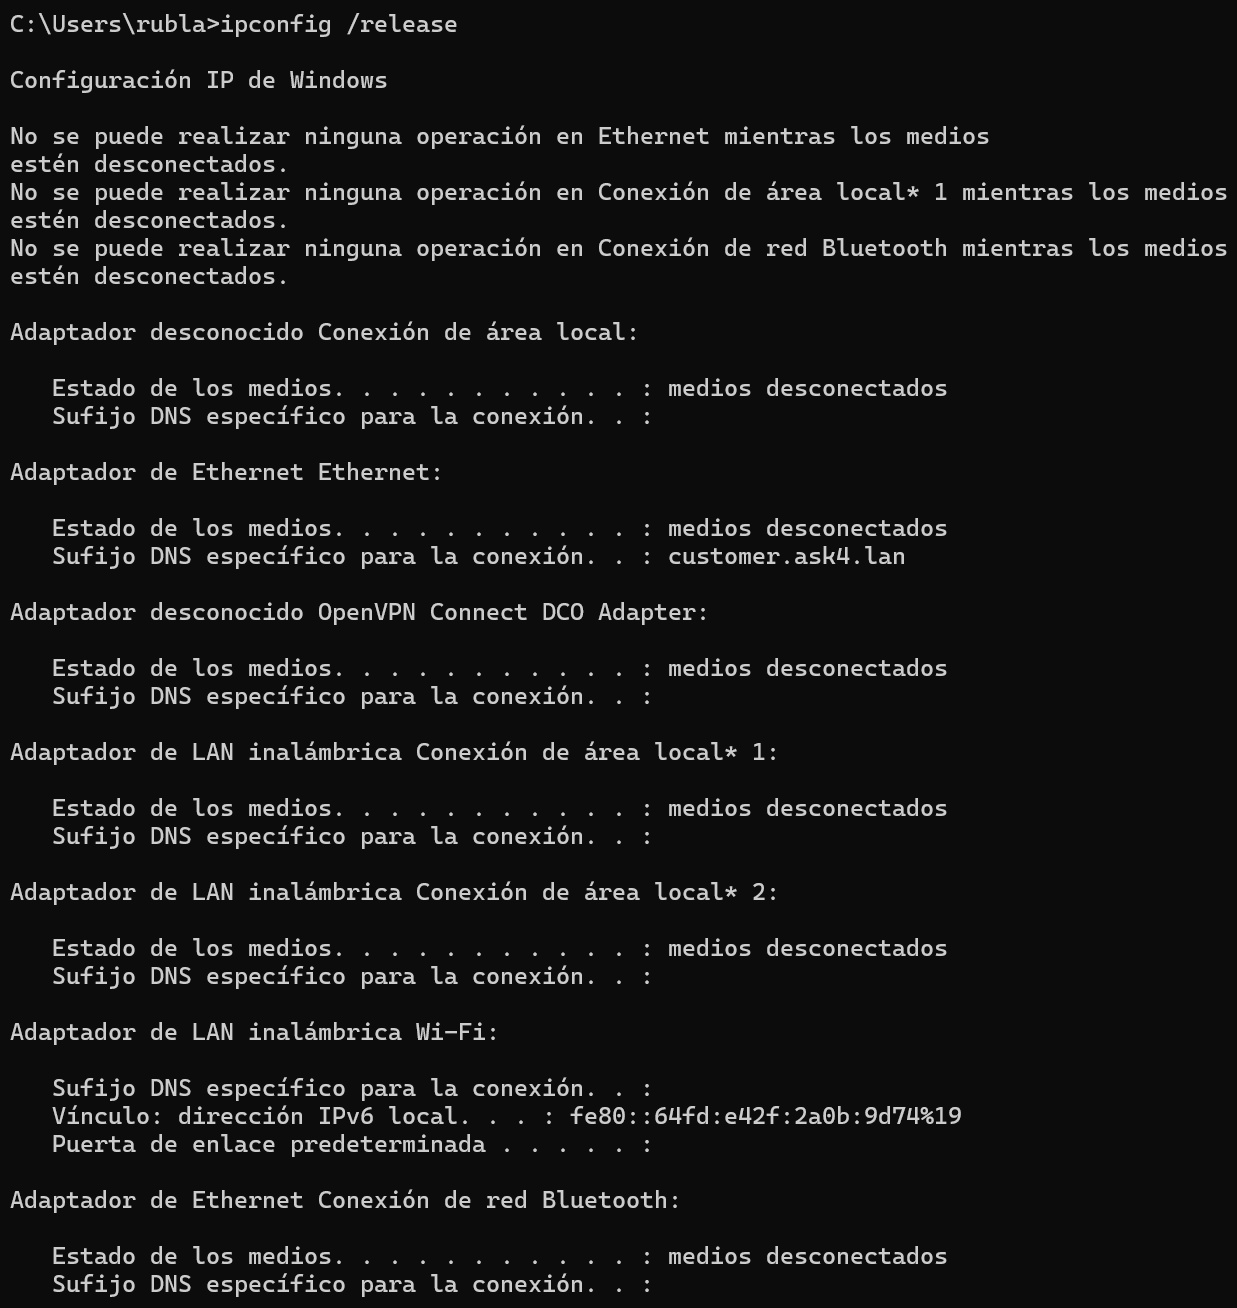 C:\Users\rubla>ipconfig /release
Configuración IP de Windows
No se puede realizar ninguna operación en Ethernet mientras los medios
estén desconectados.
No se puede realizar ninguna operación en Conexión de área local* 1 mientras los medios
estén desconectados.
No se puede realizar ninguna operación en Conexión de red Bluetooth mientras los medios
estén desconectados.
Adaptador desconocido Conexión de área local:
Estado de los medios. . . . . . . . . . . : medios desconectados
Sufijo DNS específico para la conexión. . :
Adaptador de Ethernet Ethernet:
Estado de los medios. . . . . . . . . . . : medios desconectados
Sufijo DNS específico para la conexión. . : customer.ask4.lan
Adaptador desconocido OpenVPN Connect DCO Adapter:
Estado de los medios. . . . . . . . . . . : medios desconectados
Sufijo DNS específico para la conexión. . :
Adaptador de LAN inalámbrica Conexión de área local* 1:
Estado de los medios. . . . . . . . . . . : medios desconectados
Sufijo DNS específico para la conexión. . :
Adaptador de LAN inalámbrica Conexión de área local* 2:
Estado de los medios. . . . . . . . . . . : medios desconectados
Sufijo DNS específico para la conexión. . :
Adaptador de LAN inalámbrica Wi-Fi:
Sufijo DNS específico para la conexión. . :
Vínculo: dirección IPv6 local. . . : fe80::64fd:e42f:2a0b:9d74%19
Puerta de enlace predeterminada . . . . . :
Adaptador de Ethernet Conexión de red Bluetooth:
Estado de los medios. . . . . . . . . . . : medios desconectados
Sufijo DNS específico para la conexión. . :